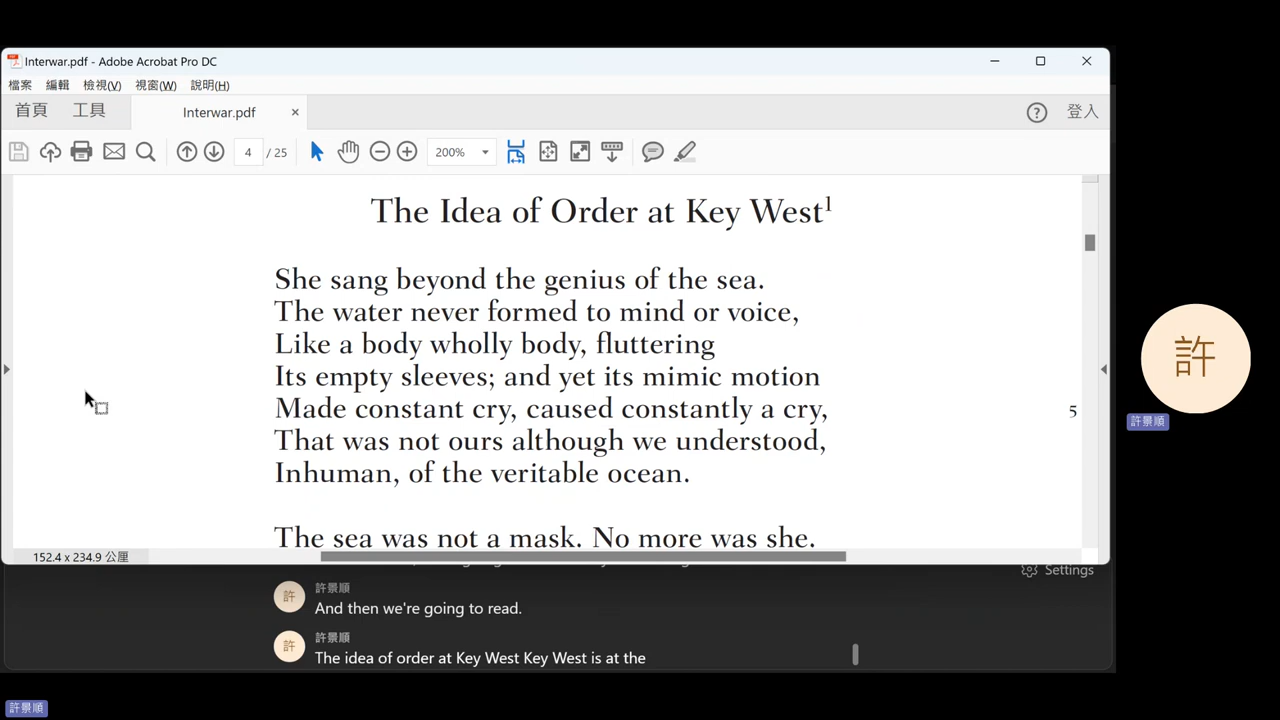 Interwar.pdf - Adobe Acrobat Pro DC
檔案 編輯 檢視(V) 視窗(W) 說明(H)
首頁 工具 Interwar.pdf × ? 登入
4 / 25 200%
The Idea of Order at Key West1
She sang beyond the genius of the sea.
The water never formed to mind or voice,
Like a body wholly body, fluttering
Its empty sleeves; and yet its mimic motion
Made constant cry, caused constantly a cry, 5
That was not ours although we understood,
Inhuman, of the veritable ocean.
The sea was not a mask. No more was she.
152.4 x 234.9 公厘
Settings
許 許景順
And then we're going to read.
許 許景順
The idea of order at Key West Key West is at the
許
許景順
許景順